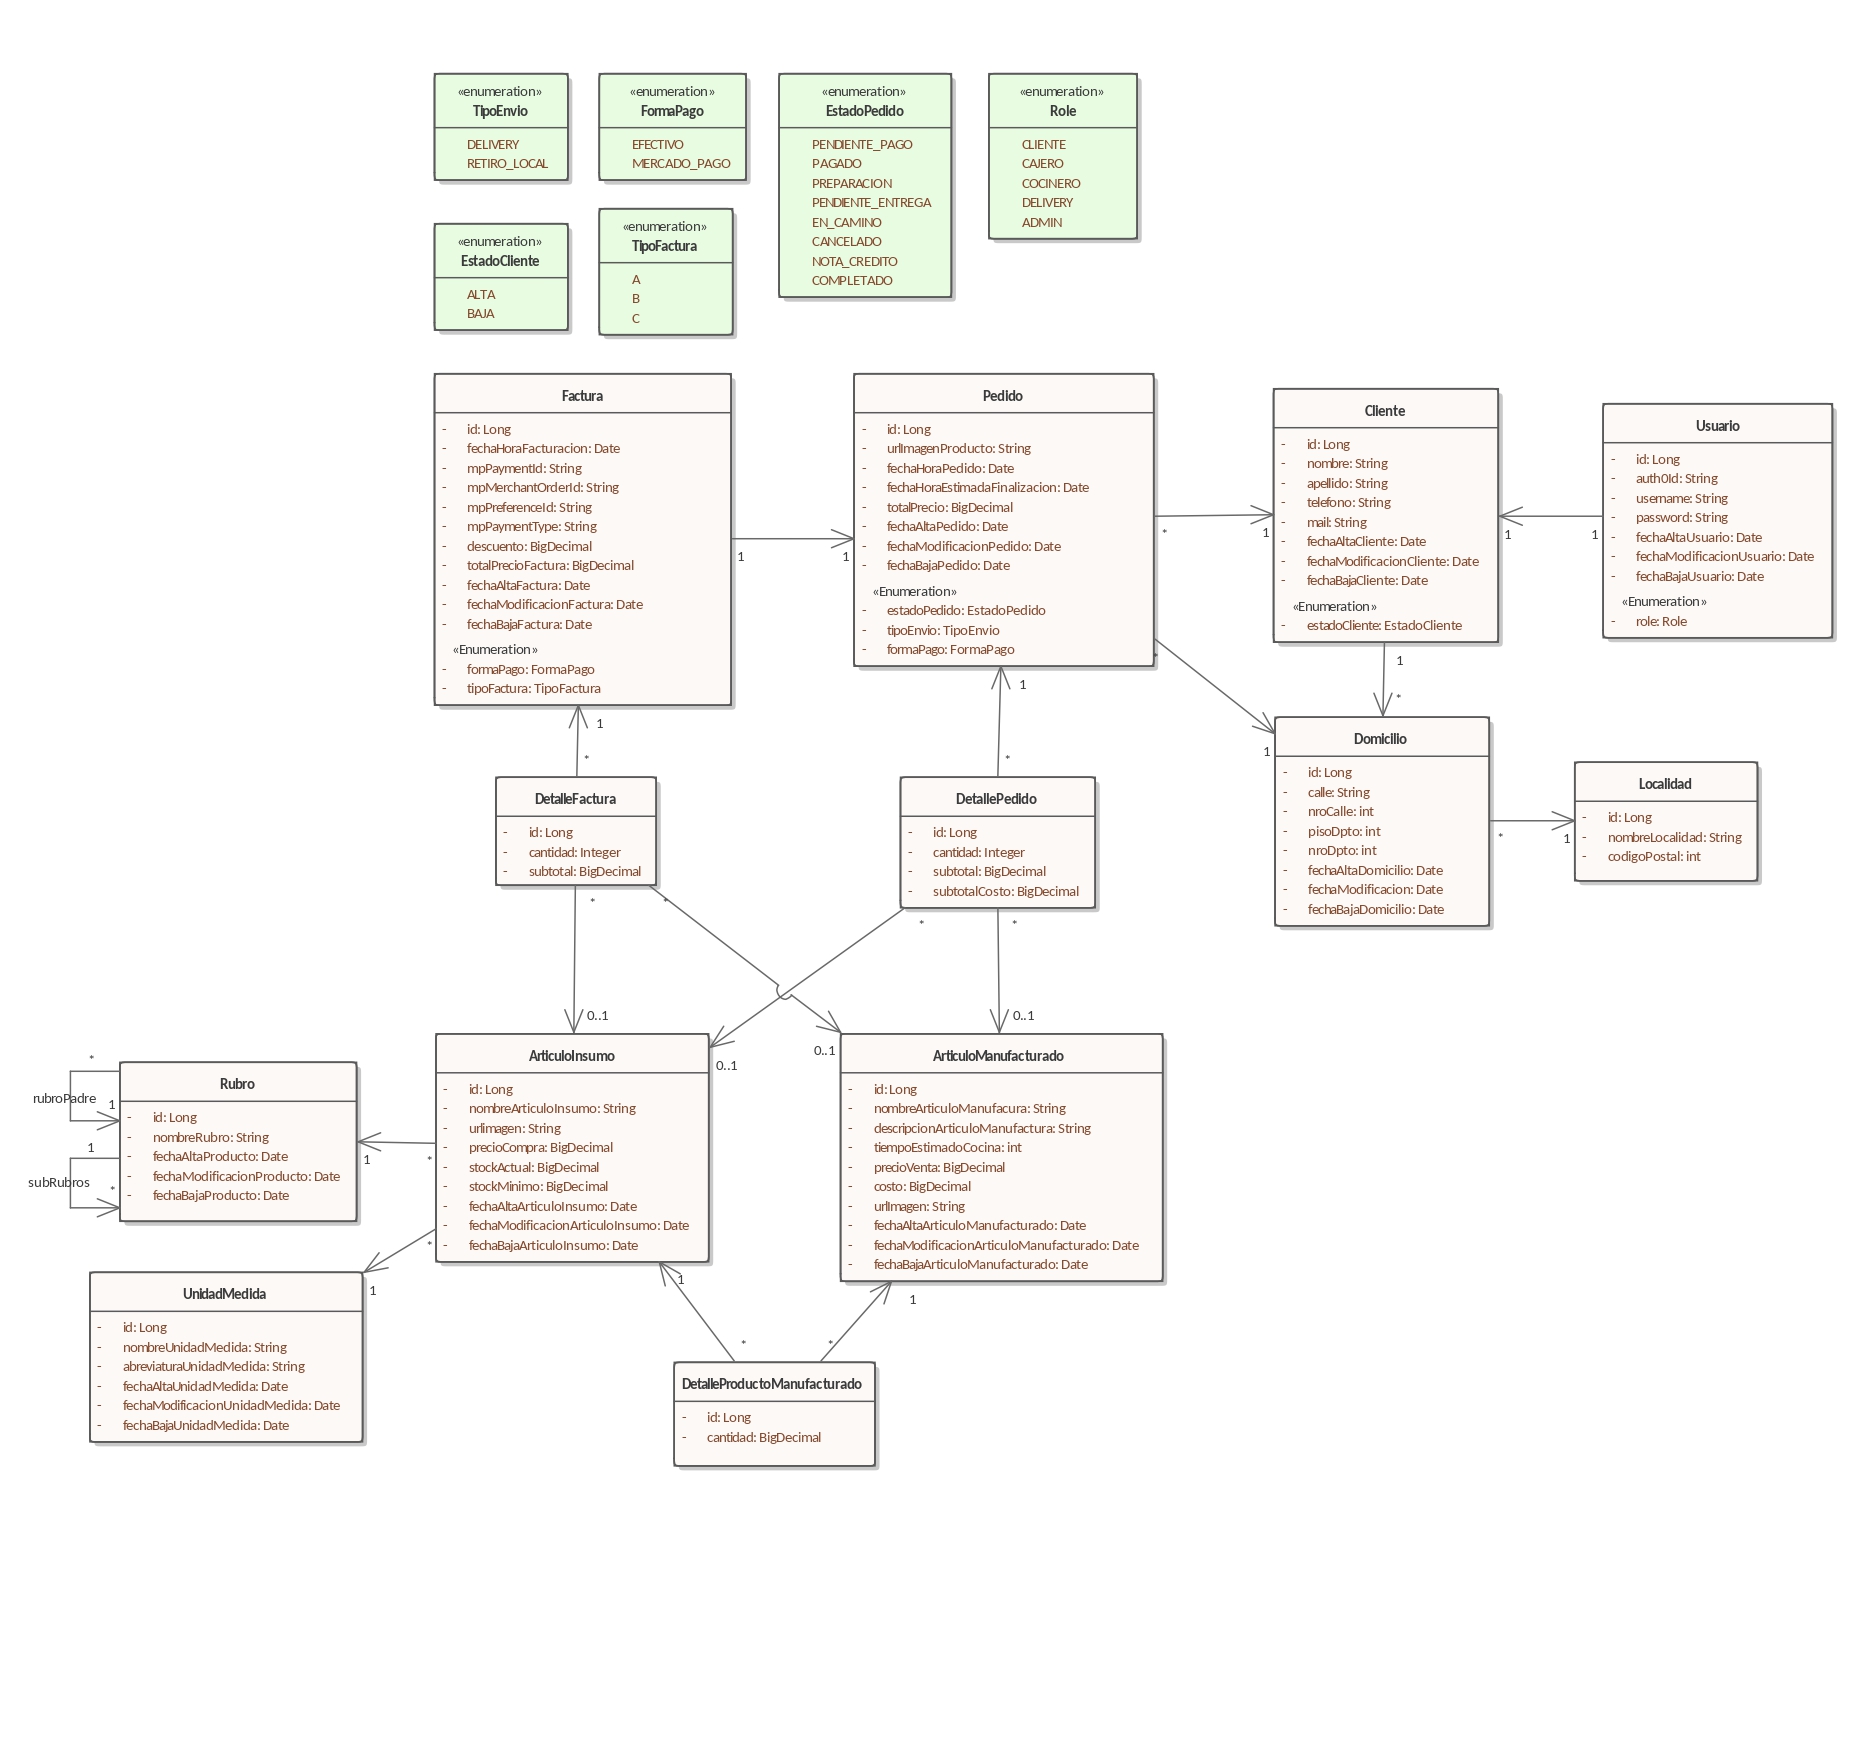 «enumeration»
TipoEnvio
DELIVERY
RETIRO_LOCAL
«enumeration»
FormaPago
EFECTIVO
MERCADO_PAGO
«enumeration»
EstadoPedido
PENDIENTE_PAGO
PAGADO
PREPARACION
PENDIENTE_ENTREGA
EN_CAMINO
CANCELADO
NOTA_CREDITO
COMPLETADO
«enumeration»
Role
CLIENTE
CAJERO
COCINERO
DELIVERY
ADMIN
«enumeration»
EstadoCliente
ALTA
BAJA
«enumeration»
TipoFactura
A
B
C
Factura
- id: Long
- fechaHoraFacturacion: Date
- mpPaymentId: String
- mpMerchantOrderId: String
- mpPreferenceId: String
- mpPaymentType: String
- descuento: BigDecimal
- totalPrecioFactura: BigDecimal
- fechaAltaFactura: Date
- fechaModificacionFactura: Date
- fechaBajaFactura: Date
«Enumeration»
- formaPago: FormaPago
- tipoFactura: TipoFactura
1
1
Pedido
- id: Long
- urlImagenProducto: String
- fechaHoraPedido: Date
- fechaHoraEstimadaFinalizacion: Date
- totalPrecio: BigDecimal
- fechaAltaPedido: Date
- fechaModificacionPedido: Date
- fechaBajaPedido: Date
«Enumeration»
- estadoPedido: EstadoPedido
- tipoEnvio: TipoEnvio
- formaPago: FormaPago
*
1
*
1
Cliente
- id: Long
- nombre: String
- apellido: String
- telefono: String
- mail: String
- fechaAltaCliente: Date
- fechaModificacionCliente: Date
- fechaBajaCliente: Date
«Enumeration»
- estadoCliente: EstadoCliente
1
1
Usuario
- id: Long
- auth0Id: String
- username: String
- password: String
- fechaAltaUsuario: Date
- fechaModificacionUsuario: Date
- fechaBajaUsuario: Date
«Enumeration»
- role: Role
1
*
1
*
1
*
DetalleFactura
- id: Long
- cantidad: Integer
- subtotal: BigDecimal
DetallePedido
- id: Long
- cantidad: Integer
- subtotal: BigDecimal
- subtotalCosto: BigDecimal
Domicilio
- id: Long
- calle: String
- nroCalle: int
- pisoDpto: int
- nroDpto: int
- fechaAltaDomicilio: Date
- fechaModificacion: Date
- fechaBajaDomicilio: Date
*
1
Localidad
- id: Long
- nombreLocalidad: String
- codigoPostal: int
*
*
*
*
0..1
0..1
0..1
0..1
Rubro
- id: Long
- nombreRubro: String
- fechaAltaProducto: Date
- fechaModificacionProducto: Date
- fechaBajaProducto: Date
*
rubroPadre
1
1
subRubros
*
1
*
ArticuloInsumo
- id: Long
- nombreArticuloInsumo: String
- urlimagen: String
- precioCompra: BigDecimal
- stockActual: BigDecimal
- stockMinimo: BigDecimal
- fechaAltaArticuloInsumo: Date
- fechaModificacionArticuloInsumo: Date
- fechaBajaArticuloInsumo: Date
ArticuloManufacturado
- id: Long
- nombreArticuloManufacura: String
- descripcionArticuloManufactura: String
- tiempoEstimadoCocina: int
- precioVenta: BigDecimal
- costo: BigDecimal
- urlImagen: String
- fechaAltaArticuloManufacturado: Date
- fechaModificacionArticuloManufacturado: Date
- fechaBajaArticuloManufacturado: Date
*
1
UnidadMedida
- id: Long
- nombreUnidadMedida: String
- abreviaturaUnidadMedida: String
- fechaAltaUnidadMedida: Date
- fechaModificacionUnidadMedida: Date
- fechaBajaUnidadMedida: Date
1
*
1
*
DetalleProductoManufacturado
- id: Long
- cantidad: BigDecimal